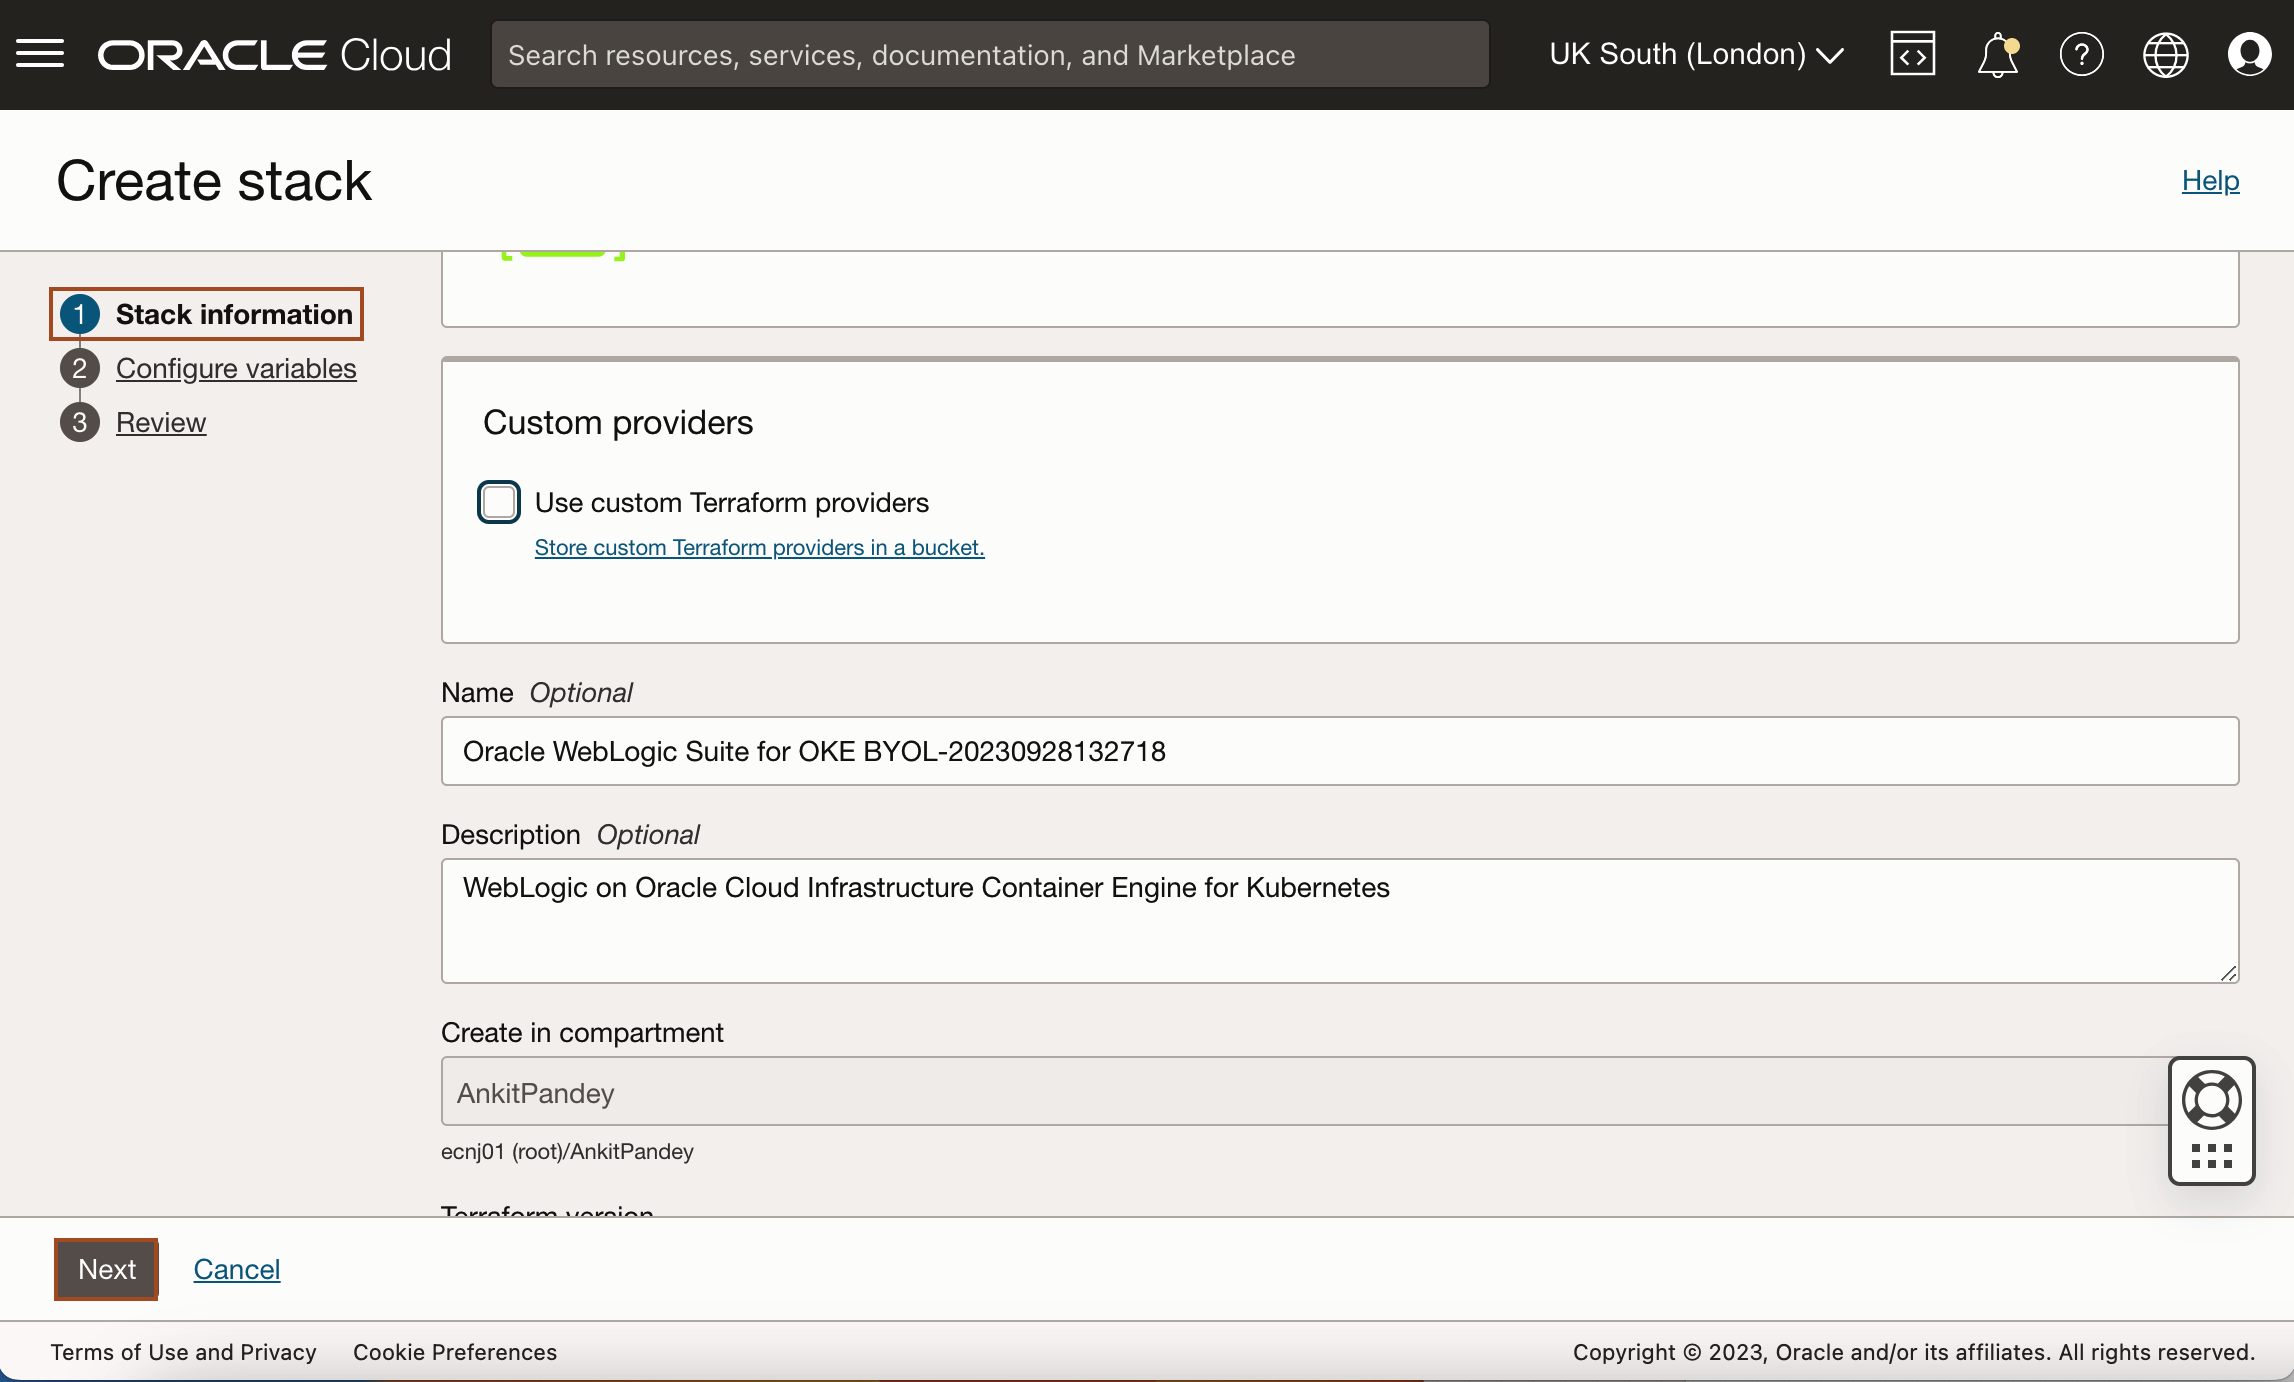 ORACLE Cloud
Search resources, services, documentation, and Marketplace
UK South (London)
Create stack
Help
1 Stack information
2 Configure variables
3 Review
Custom providers
Use custom Terraform providers
Store custom Terraform providers in a bucket.
Name Optional
Oracle WebLogic Suite for OKE BYOL-20230928132718
Description Optional
WebLogic on Oracle Cloud Infrastructure Container Engine for Kubernetes
Create in compartment
AnkitPandey
ecnj01 (root)/AnkitPandey
Terraform version
Next
Cancel
Terms of Use and Privacy
Cookie Preferences
Copyright © 2023, Oracle and/or its affiliates. All rights reserved.